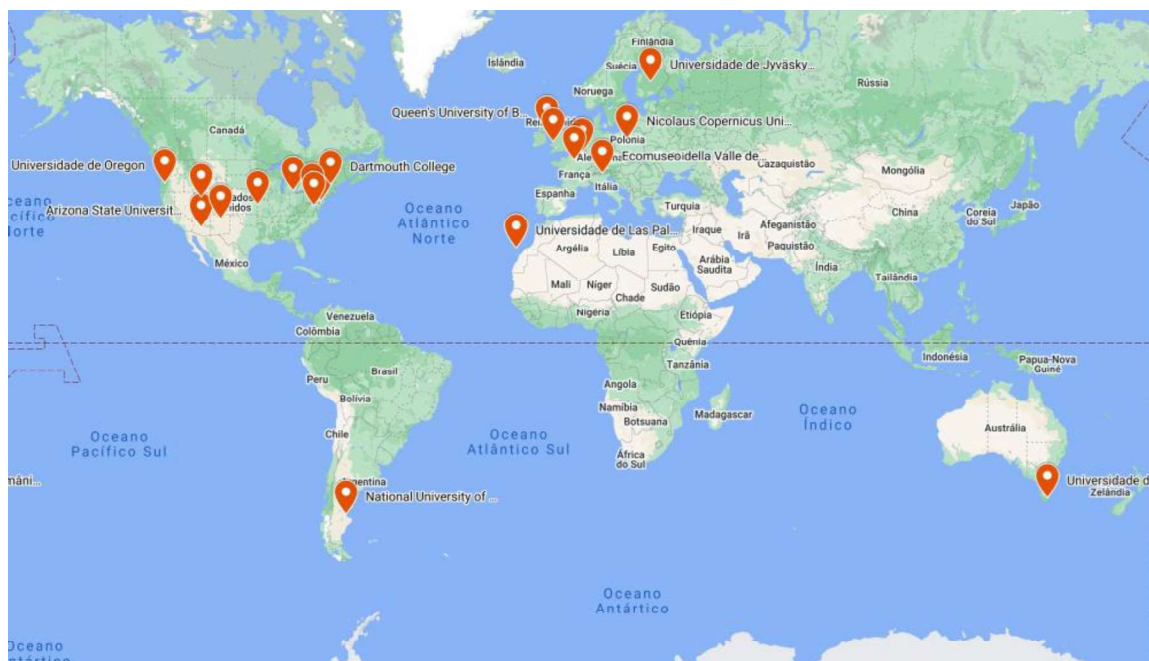 Finlândia
Islândia
Suécia
Universidade de Jyväsky...
Rússia
Noruega
Queen's University of B...
Nicolaus Copernicus Uni...
Canadá
Polonia
Universidade de Oregon
Dartmouth College
Ecomuseoidella Valle de...
França
Cazaquistão
Mongólia
Itália
Espanha
Arizona State Universit...
Oceano
Atlântico
Norte
Turquia
Afeganistão
China
Coreia
do Sul
Japão
Universidade de Las Pal...
Iraque
Irã
Paquistão
Argélia
Líbia
Egito
Arábia
Saudita
México
Índia
Mali
Níger
Sudão
Tailândia
Chade
Venezuela
Nigéria
Etiópia
Colômbia
Quênia
Indonésia
Papua-Nova
Guiné
Tanzânia
Peru
Brasil
Angola
Bolívia
Namíbia
Botsuana
Madagascar
Oceano
Índico
Austrália
Chile
Oceano
Pacífico Sul
Oceano
Atlântico Sul
África
do Sul
mâni...
National University of ...
Universidade d
Zelândia
Oceano
Antártico
Oceano